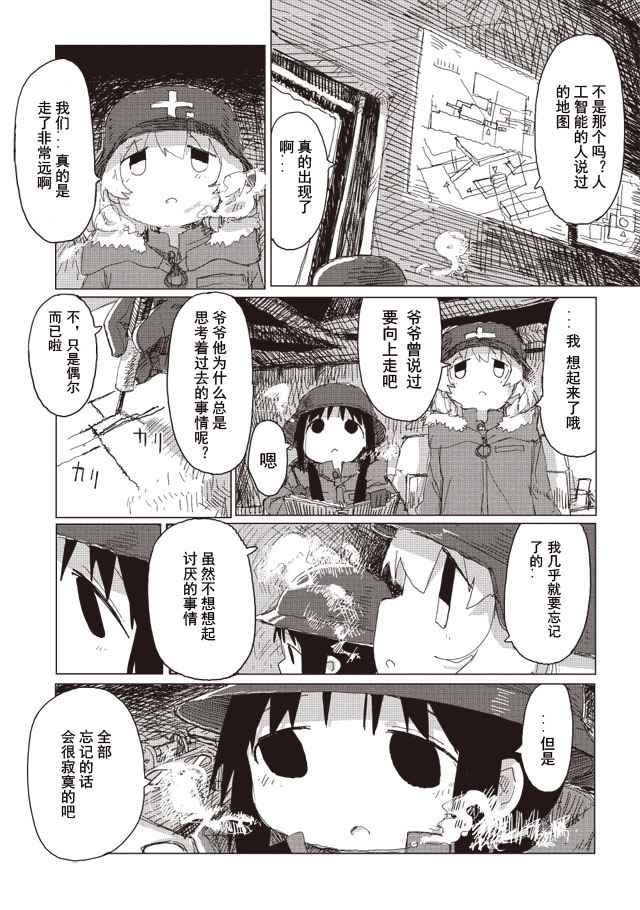 不是那个吗？人
工智能的人说过
的地图
真的出现了
啊...
我们...真的是
走了非常远啊
...我
想起来了哦
爷爷曾说过
要向上走吧
嗯
爷爷他为什么总是
思考着过去的事情呢？
不，只是偶尔
而已啦
カリ
カリ
我几乎就要忘记
了的..
虽然不想想起
讨厌的事情
...但是
全部
忘记的话
会很寂寞的吧